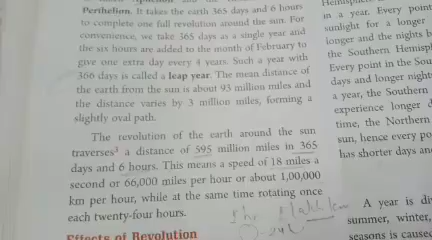 Perihelion. It takes the earth 365 days and 6 hours
to complete one full revolution around the sun. For
convenience, we take 365 days as a single year and
the six hours are added to the month of February to
give one extra day every 4 years. Such a year with
366 days is called a leap year. The mean distance of
the earth from the sun is about 93 million miles and
the distance varies by 3 million miles, forming a
slightly oval path.
The revolution of the earth around the sun
traverses³ a distance of 595 million miles in 365
days and 6 hours. This means a speed of 18 miles a
second or 66,000 miles per hour or about 1,00,000
km per hour, while at the same time rotating once
each twenty-four hours.
Effects of Revolution
in a year. Every point
sunlight for a longer
longer and the nights
the Southern Hemisp
Every point in the Sou
days and longer night
a year, the Southern
experience longer
time, the Northern
sun, hence every po
has shorter days an
A year is di
summer, winter,
seasons is cause